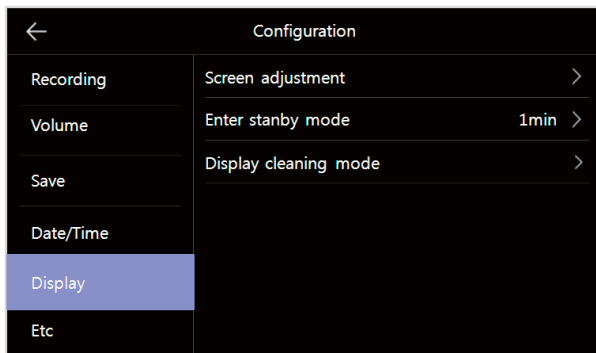 Configuration
Recording
Volume
Save
Date/Time
Display
Etc
Screen adjustment
Enter stanby mode 1min
Display cleaning mode